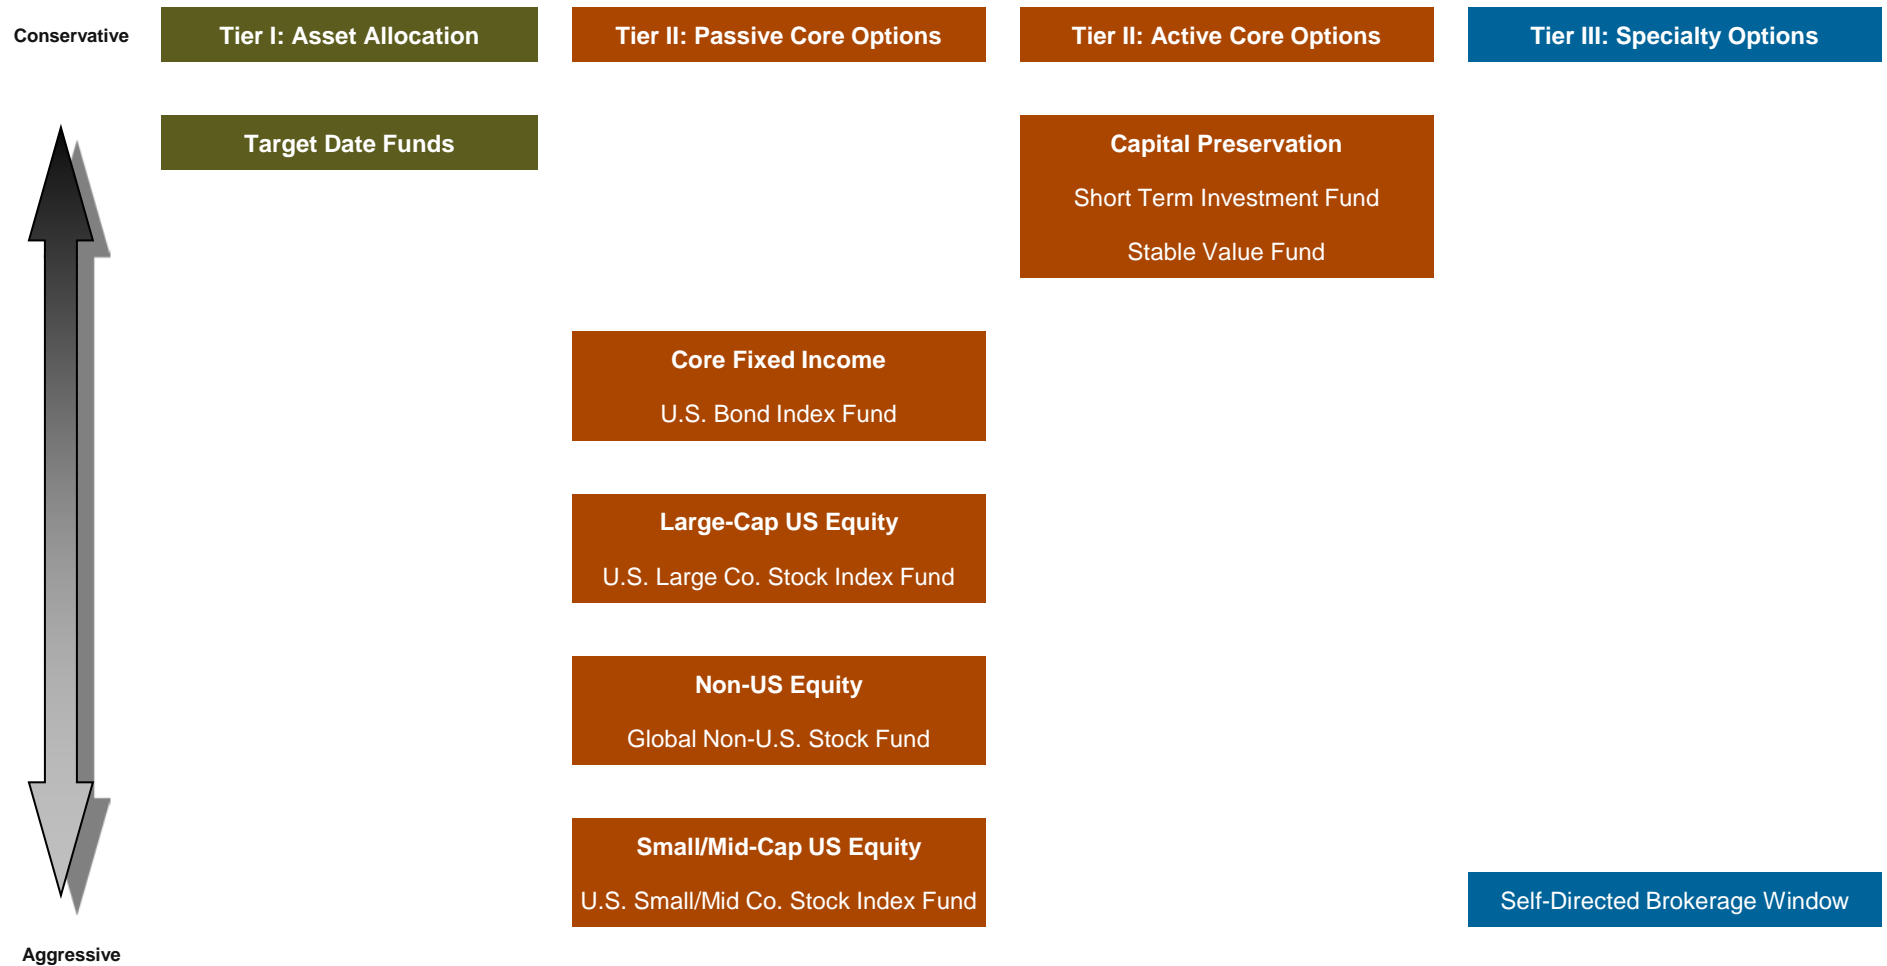 Conservative
Tier I: Asset Allocation
Tier II: Passive Core Options
Tier II: Active Core Options
Tier III: Specialty Options
Target Date Funds
Capital Preservation
Short Term Investment Fund
Stable Value Fund
Core Fixed Income
U.S. Bond Index Fund
Large-Cap US Equity
U.S. Large Co. Stock Index Fund
Non-US Equity
Global Non-U.S. Stock Fund
Small/Mid-Cap US Equity
U.S. Small/Mid Co. Stock Index Fund
Self-Directed Brokerage Window
Aggressive